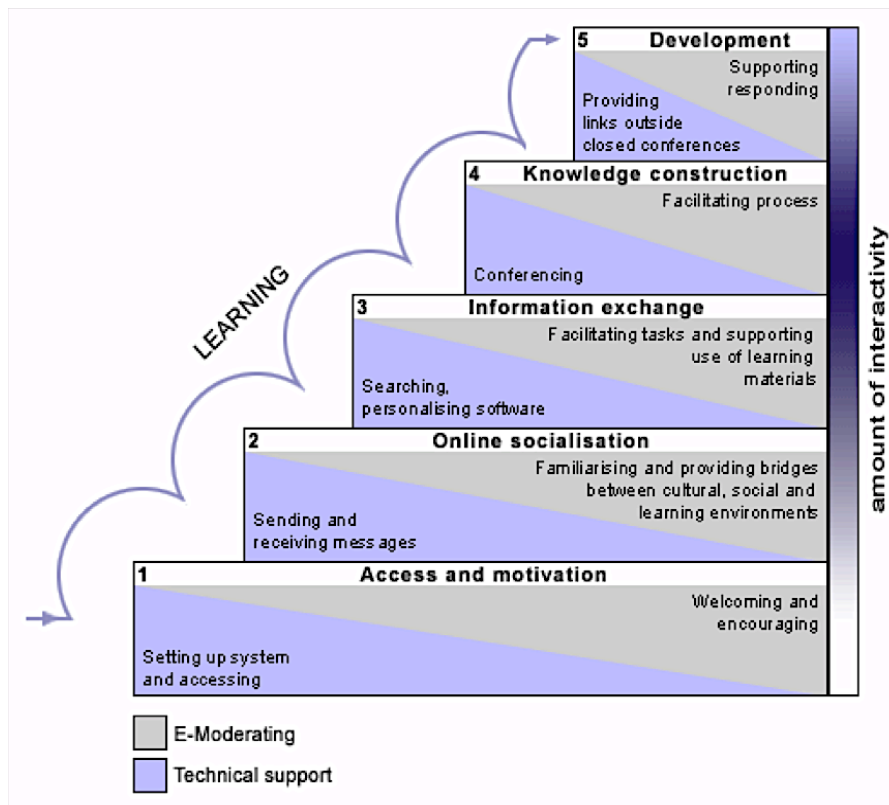 5 Development
Supporting
responding
Providing
links outside
closed conferences
4 Knowledge construction
Facilitating process
Conferencing
3 Information exchange
Facilitating tasks and supporting
use of learning
materials
Searching,
personalising software
2 Online socialisation
Familiarising and providing bridges
between cultural, social and
learning environments
Sending and
receiving messages
1 Access and motivation
Welcoming and
encouraging
Setting up system
and accessing
LEARNING
amount of interactivity
E-Moderating
Technical support